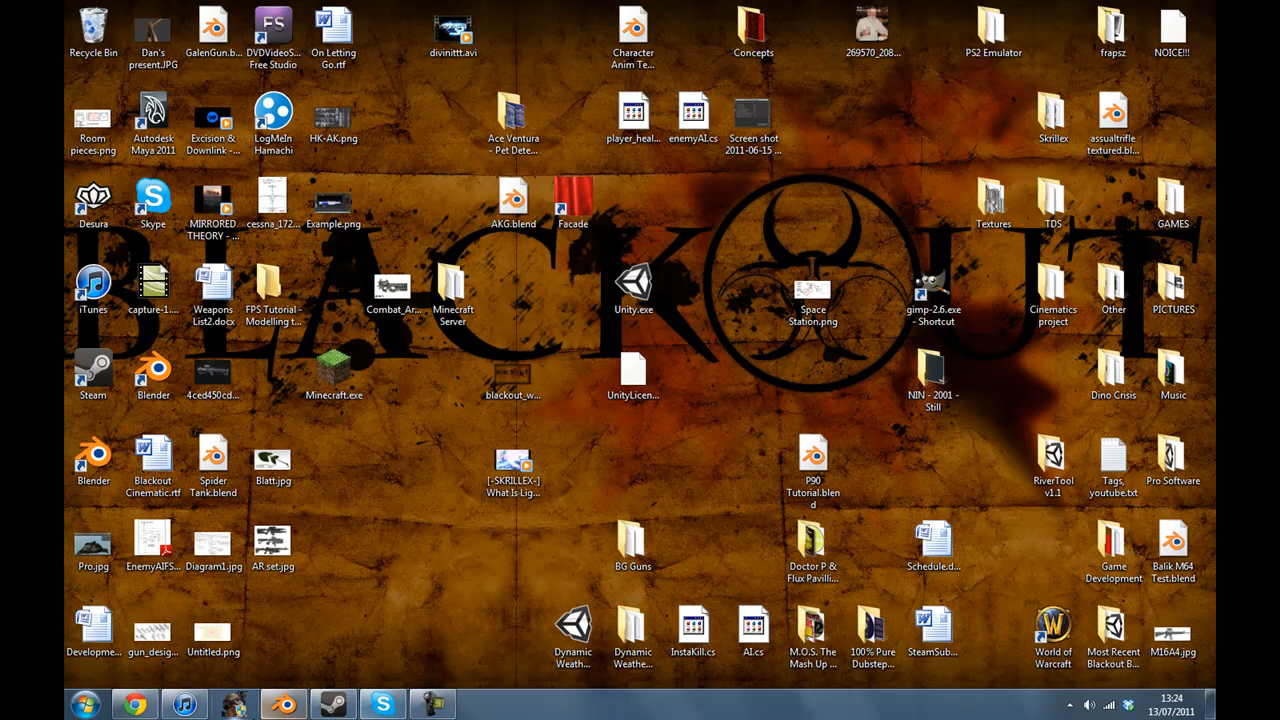 Recycle Bin
Dan's
present.JPG
GalenGun.b...
DVDVideoS...
Free Studio
On Letting
Go.rtf
divinittt.avi
Character
Anim Te...
Concepts
269570_208...
PS2 Emulator
frapsz
NOICE!!!
Room
pieces.png
Autodesk
Maya 2011
Excision &
Downlink -...
LogMeIn
Hamachi
HK-AK.png
Ace Ventura
- Pet Dete...
player_heal...
enemyAI.cs
Screen shot
2011-06-15 ...
Skrillex
assualtrifle
textured.bl...
Desura
Skype
MIRRORED
THEORY - ...
cessna_172...
Example.png
AKG.blend
Facade
Textures
TDS
GAMES
BLACKOUT
iTunes
capture-1....
Weapons
List2.docx
FPS Tutorial -
Modelling t...
Combat_Ar...
Minecraft
Server
Unity.exe
Space
Station.png
gimp-2.6.exe
- Shortcut
Cinematics
project
Other
PICTURES
Steam
Blender
4ced450cd...
Minecraft.exe
blackout_w...
UnityLicen...
NIN - 2001 -
Still
Dino Crisis
Music
Blender
Blackout
Cinematic.rtf
Spider
Tank.blend
Blatt.jpg
[-SKRILLEX-]
What Is Lig...
P90
Tutorial.blen
d
RiverTool
v1.1
Tags,
youtube.txt
Pro Software
Pro.jpg
EnemyAIFS...
Diagram1.jpg
AR set.jpg
BG Guns
Doctor P &
Flux Pavilli...
Schedule.d...
Game
Development
Balik M64
Test.blend
Developme...
gun_desig...
Untitled.png
Dynamic
Weath...
Dynamic
Weathe...
InstaKill.cs
AI.cs
M.O.S. The
Mash Up ...
100% Pure
Dubstep...
SteamSub...
World of
Warcraft
Most Recent
Blackout B...
M16A4.jpg
13:24
13/07/2011